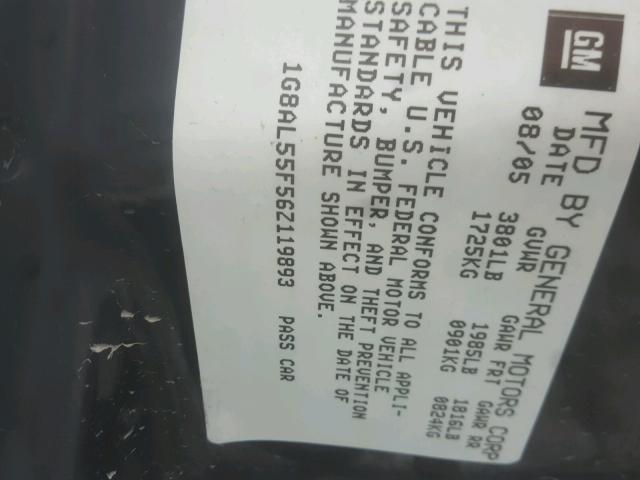 GM
MFD BY GENERAL MOTORS CORP
DATE GVWR GAWR FRT GAWR RR
08/05 3801LB 1985LB 1816LB
1725KG 0901KG 0824KG
THIS VEHICLE CONFORMS TO ALL APPLI-
CABLE U.S. FEDERAL MOTOR VEHICLE
SAFETY, BUMPER, AND THEFT PREVENTION
STANDARDS IN EFFECT ON THE DATE OF
MANUFACTURE SHOWN ABOVE.
1G8AL55F56Z119893 PASS CAR